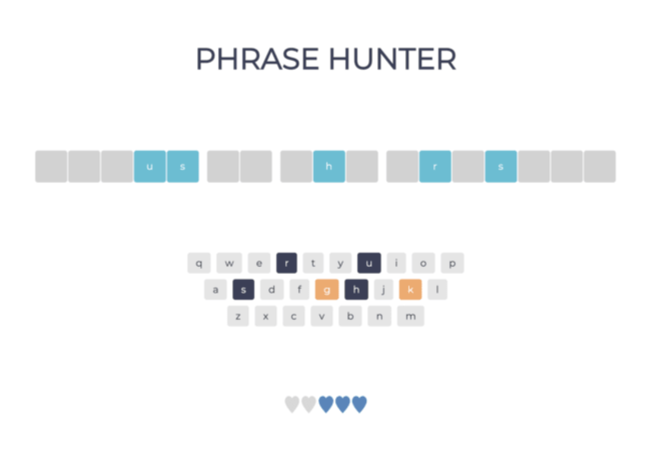 PHRASE HUNTER
u s h r s
q w e r t y u i o p
a s d f g h j k l
z x c v b n m